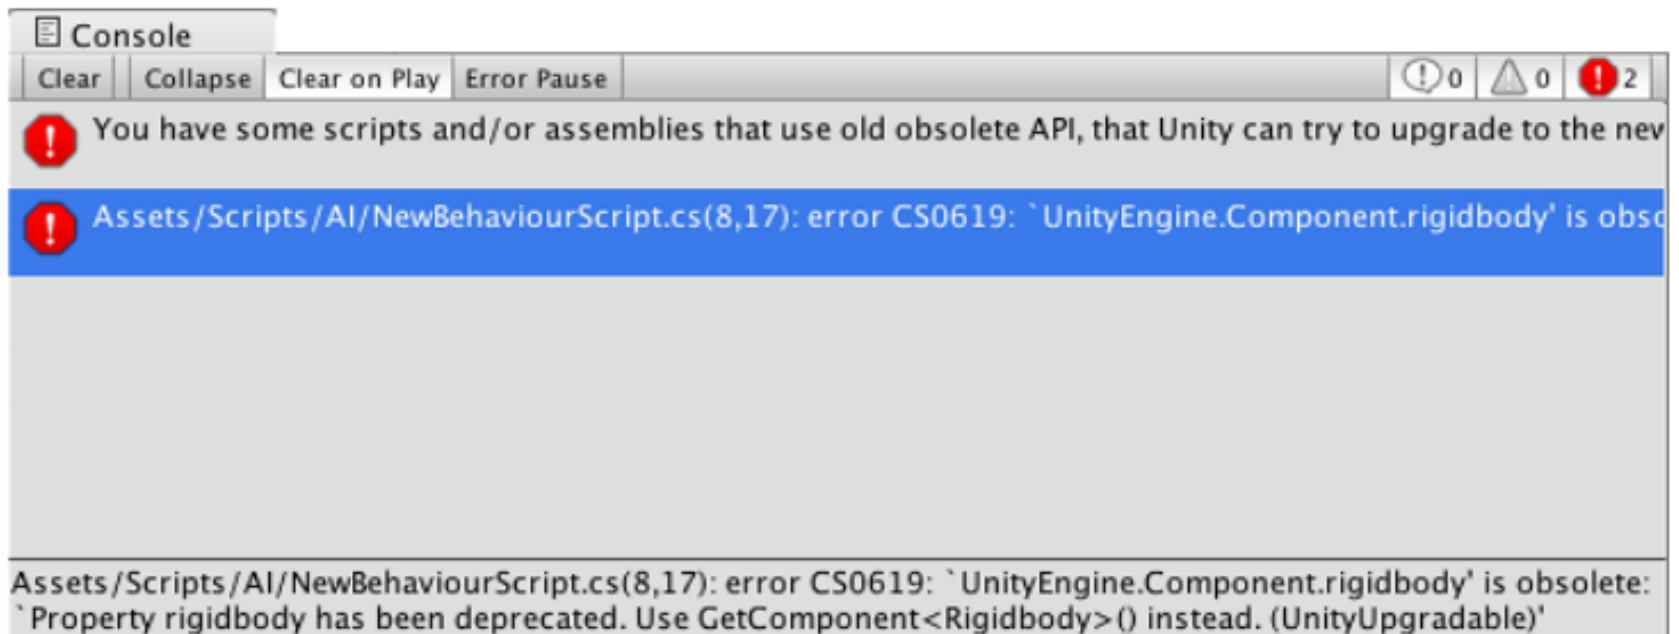 Console
Clear Collapse Clear on Play Error Pause 0 0 2
You have some scripts and/or assemblies that use old obsolete API, that Unity can try to upgrade to the new
Assets/Scripts/AI/NewBehaviourScript.cs(8,17): error CS0619: `UnityEngine.Component.rigidbody' is obso
Assets/Scripts/AI/NewBehaviourScript.cs(8,17): error CS0619: `UnityEngine.Component.rigidbody' is obsolete:
`Property rigidbody has been deprecated. Use GetComponent<Rigidbody>() instead. (UnityUpgradable)'